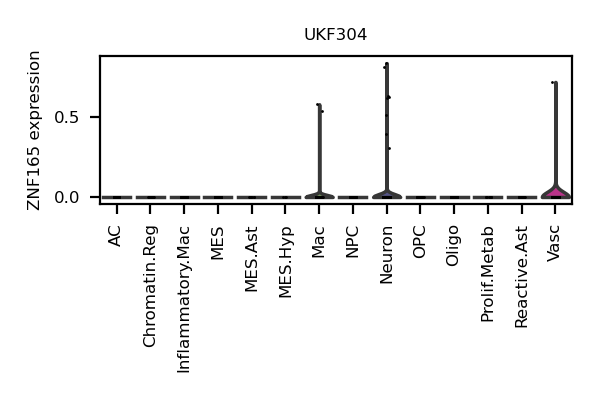 UKF304
ZNF165 expression
0.5
0.0
AC
Chromatin.Reg
Inflammatory.Mac
MES
MES.Ast
MES.Hyp
Mac
NPC
Neuron
OPC
Oligo
Prolif.Metab
Reactive.Ast
Vasc